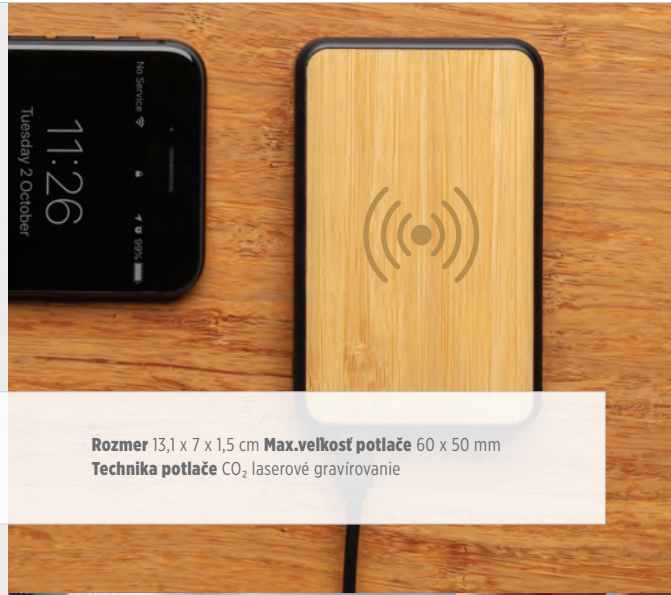 No Service
99%
11:26
Tuesday 2 October
Rozmer 13,1 x 7 x 1,5 cm Max.veľkosť potlače 60 x 50 mm
Technika potlače CO₂ laserové gravírovanie